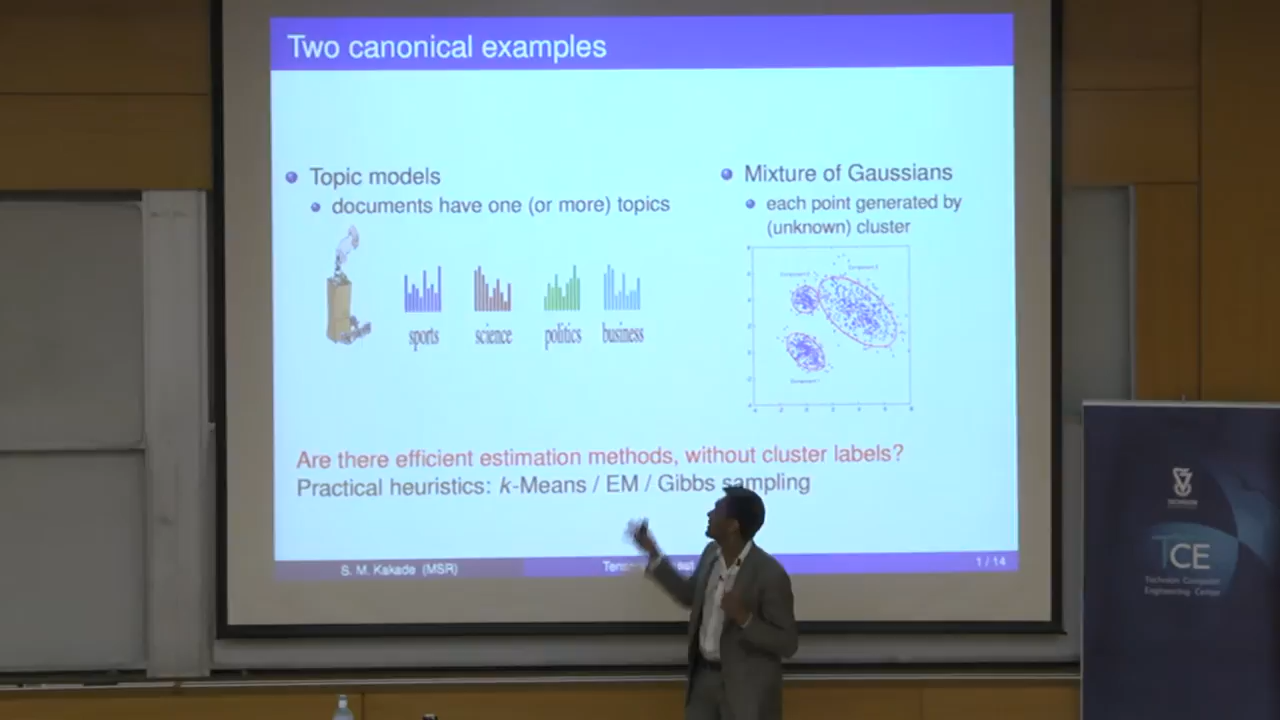 Two canonical examples
Topic models
documents have one (or more) topics
sports science politics business
Mixture of Gaussians
each point generated by
(unknown) cluster
Are there efficient estimation methods, without cluster labels?
Practical heuristics: k-Means / EM / Gibbs sampling
S. M. Kakade (MSR)
1 / 14
TECHNION
TCE
Technion Computer
Engineering Center